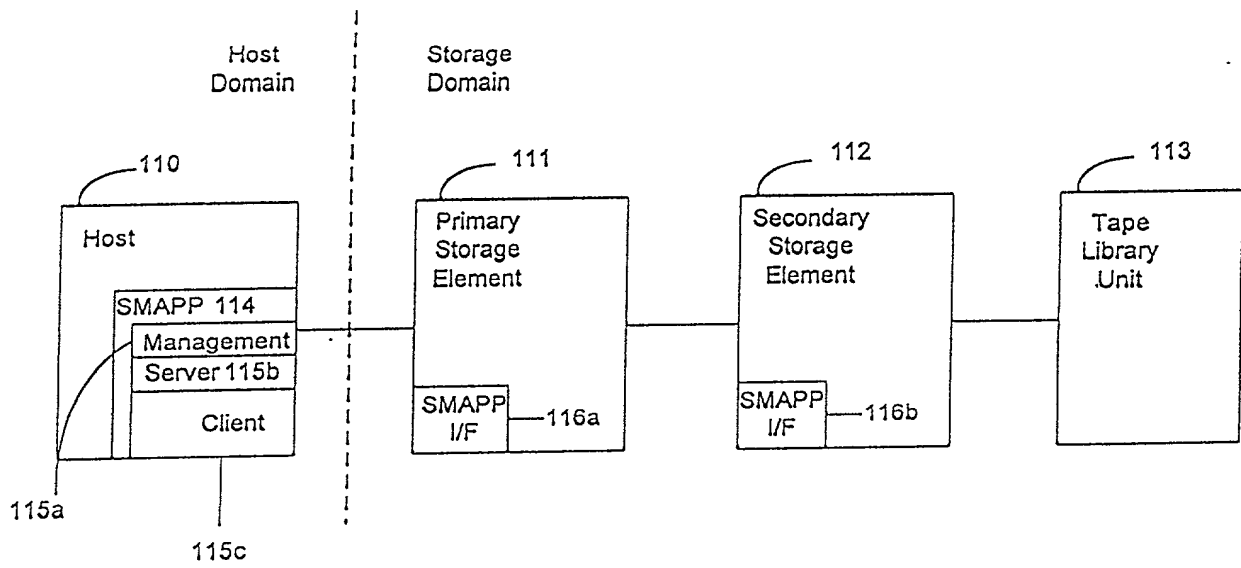 Host
Domain
Storage
Domain
110
111
112
113
Host
SMAPP 114
Management
Server 115b
Client
115a
115c
Primary
Storage
Element
SMAPP
I/F
116a
Secondary
Storage
Element
SMAPP
I/F
116b
Tape
Library
Unit